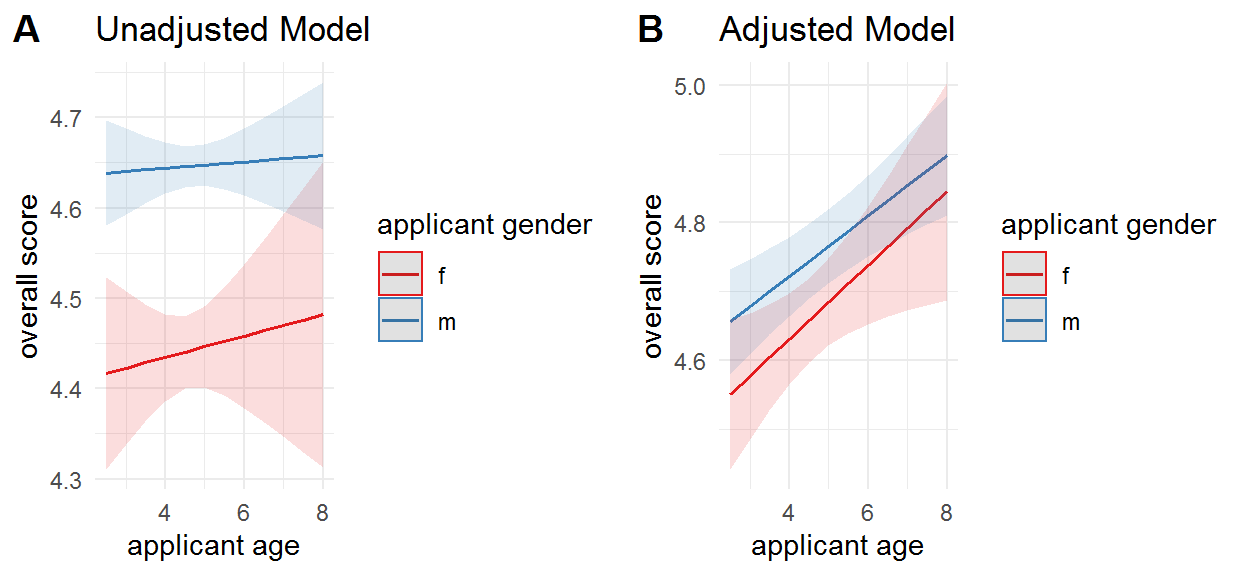 A Unadjusted Model
overall score
4.7
4.6
4.5
4.4
4.3
4 6 8
applicant age
applicant gender
f
m
B Adjusted Model
overall score
5.0
4.8
4.6
4 6 8
applicant age
applicant gender
f
m